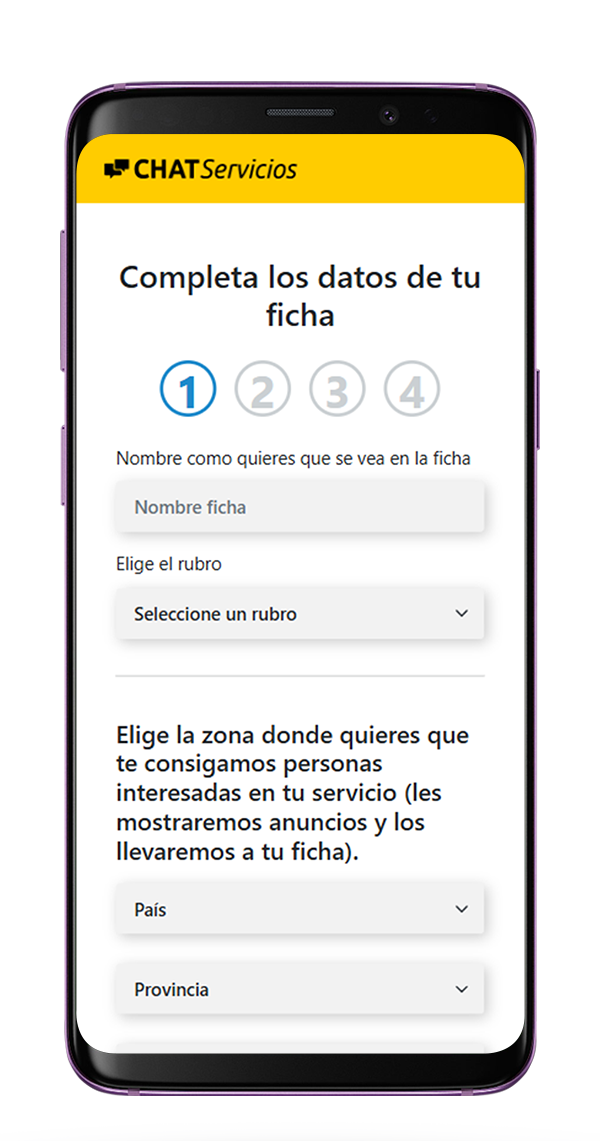 CHATServicios
Completa los datos de tu
ficha
1 2 3 4
Nombre como quieres que se vea en la ficha
Nombre ficha
Elige el rubro
Seleccione un rubro
Elige la zona donde quieres que
te consigamos personas
interesadas en tu servicio (les
mostraremos anuncios y los
llevaremos a tu ficha).
País
Provincia